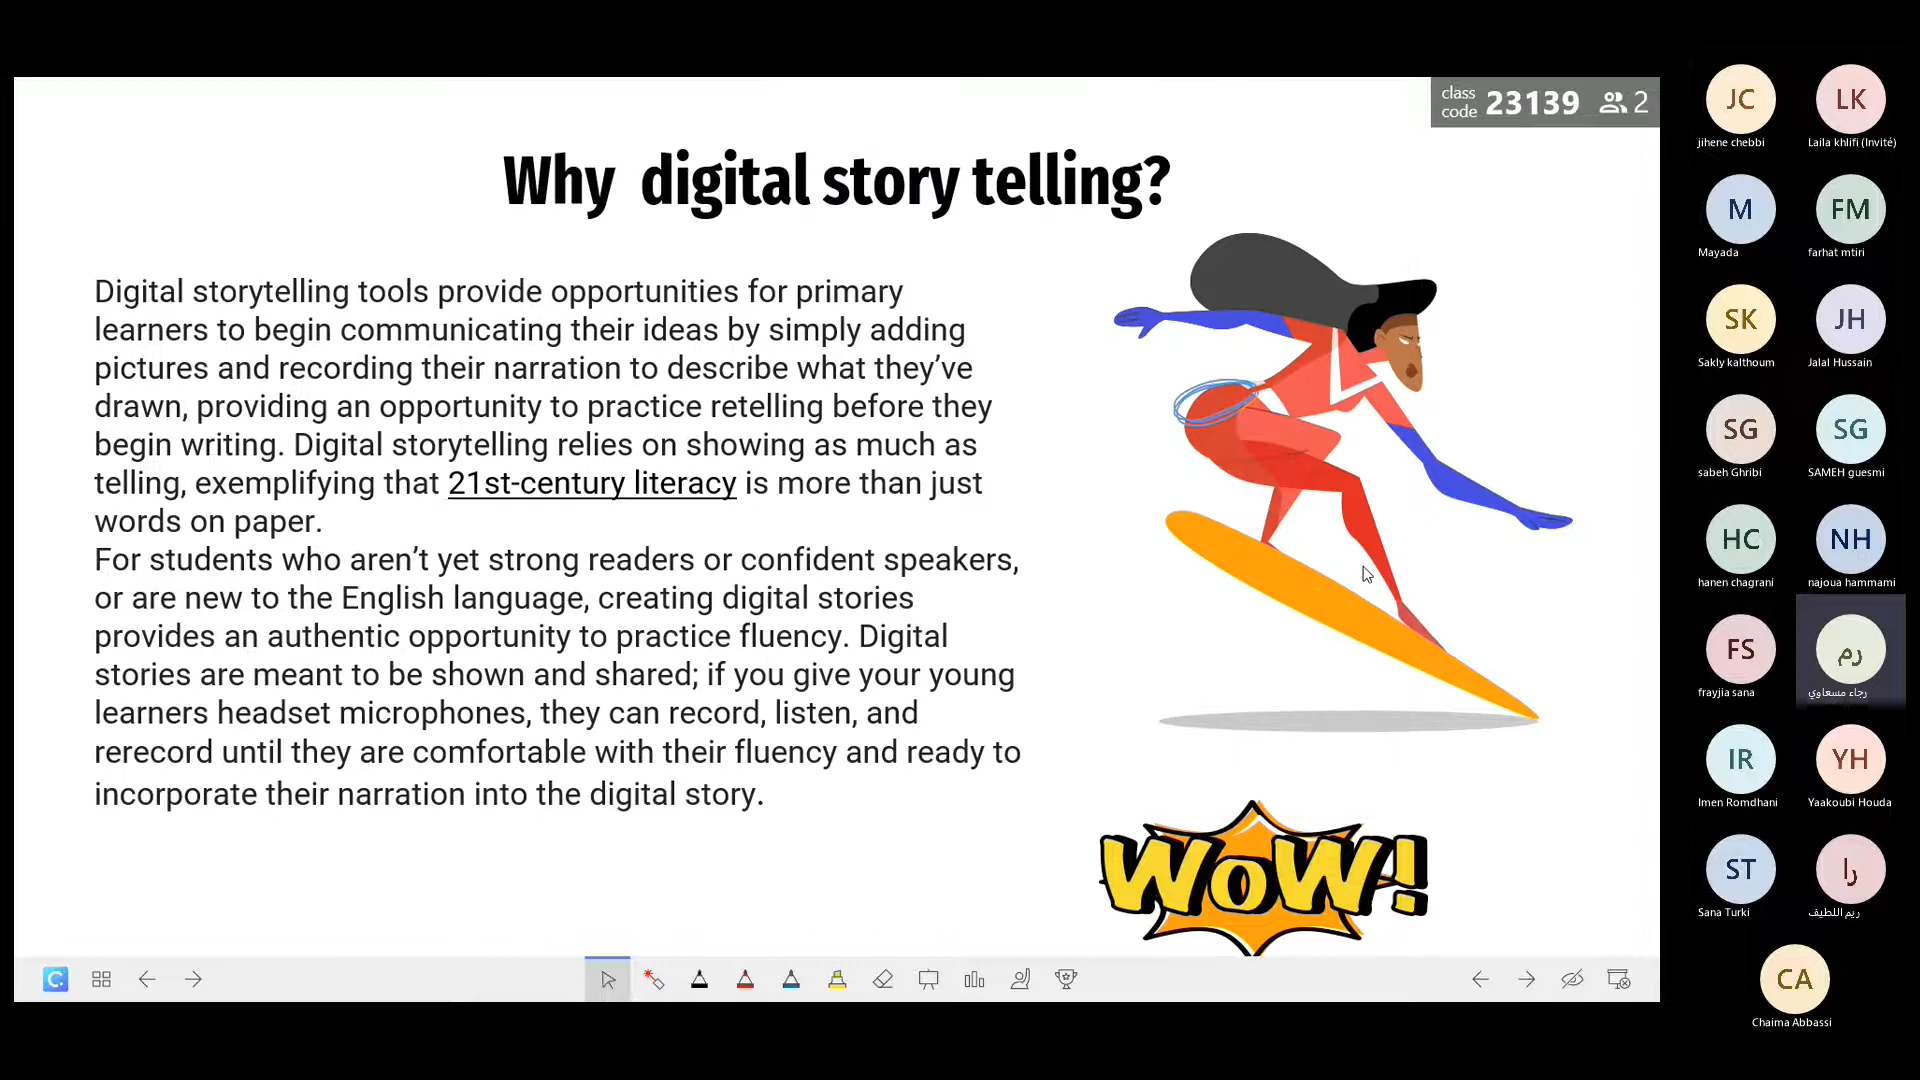 class
code 23139 2
Why digital story telling?
Digital storytelling tools provide opportunities for primary
learners to begin communicating their ideas by simply adding
pictures and recording their narration to describe what they’ve
drawn, providing an opportunity to practice retelling before they
begin writing. Digital storytelling relies on showing as much as
telling, exemplifying that 21st-century literacy is more than just
words on paper.
For students who aren’t yet strong readers or confident speakers,
or are new to the English language, creating digital stories
provides an authentic opportunity to practice fluency. Digital
stories are meant to be shown and shared; if you give your young
learners headset microphones, they can record, listen, and
rerecord until they are comfortable with their fluency and ready to
incorporate their narration into the digital story.
WoW!
C.
JC
jihene chebbi
LK
Laila khlifi (Invité)
M
Mayada
FM
farhat mtiri
SK
Sakly kalthoum
JH
Jalal Hussain
SG
sabeh Ghribi
SG
SAMEH guesmi
HC
hanen chagrani
NH
najoua hammami
FS
frayjia sana
رم
رجاء مسعاوي
IR
Imen Romdhani
YH
Yaakoubi Houda
ST
Sana Turki
را
ريم اللطيف
CA
Chaima Abbassi